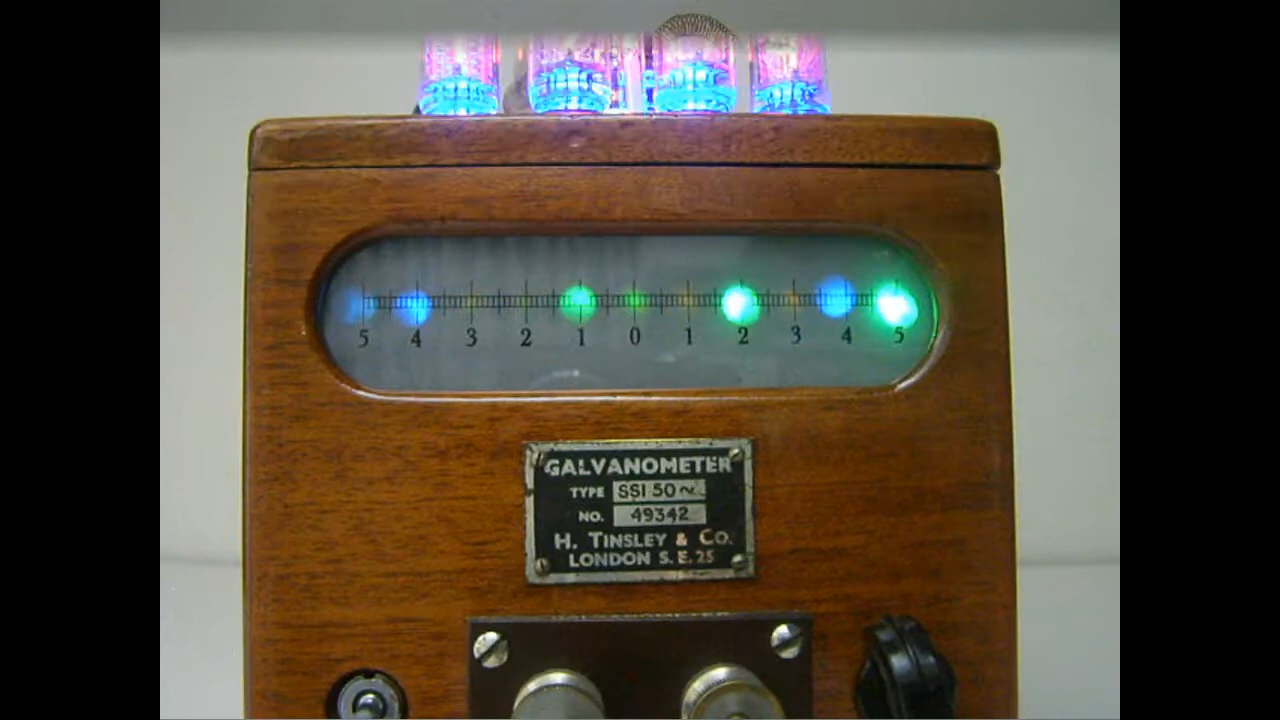 5 4 3 2 1 0 1 2 3 4 5
GALVANOMETER
TYPE SS1 50~
NO. 49342
H. TINSLEY & CO.
LONDON S.E.25